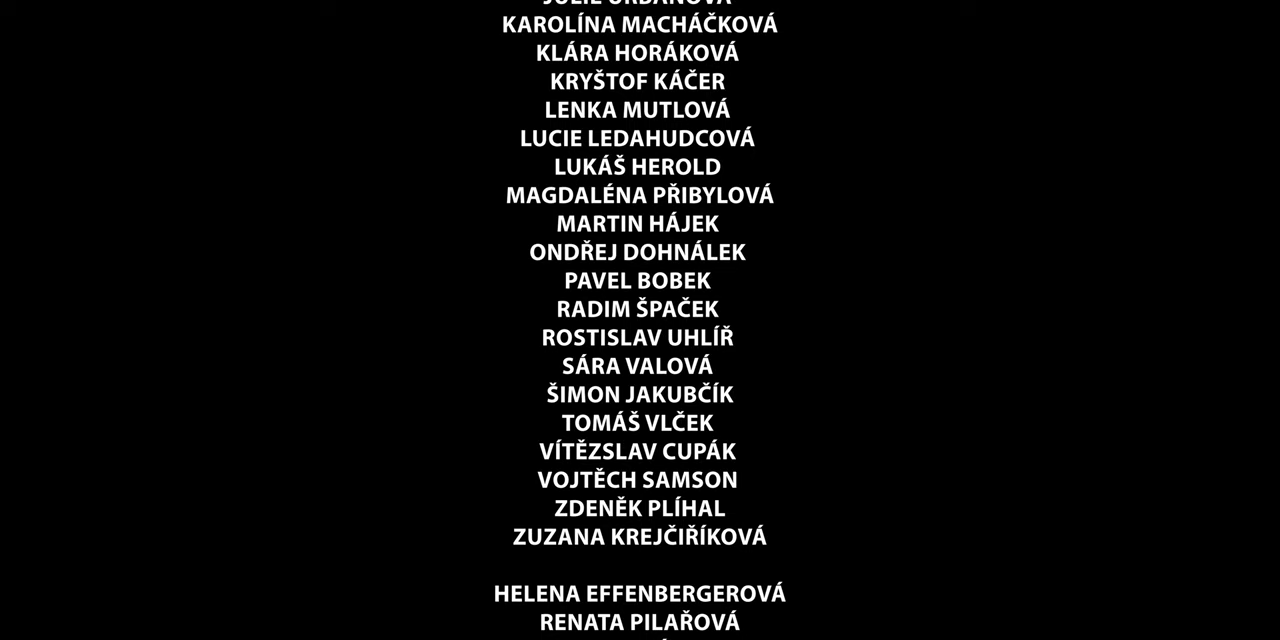 KAROLÍNA MACHÁČKOVÁ
KLÁRA HORÁKOVÁ
KRYŠTOF KÁČER
LENKA MUTLOVÁ
LUCIE LEDAHUDCOVÁ
LUKÁŠ HEROLD
MAGDALÉNA PŘIBYLOVÁ
MARTIN HÁJEK
ONDŘEJ DOHNÁLEK
PAVEL BOBEK
RADIM ŠPAČEK
ROSTISLAV UHLÍŘ
SÁRA VALOVÁ
ŠIMON JAKUBČÍK
TOMÁŠ VLČEK
VÍTĚZSLAV CUPÁK
VOJTĚCH SAMSON
ZDENĚK PLÍHAL
ZUZANA KREJČIŘÍKOVÁ
HELENA EFFENBERGEROVÁ
RENATA PILAŘOVÁ